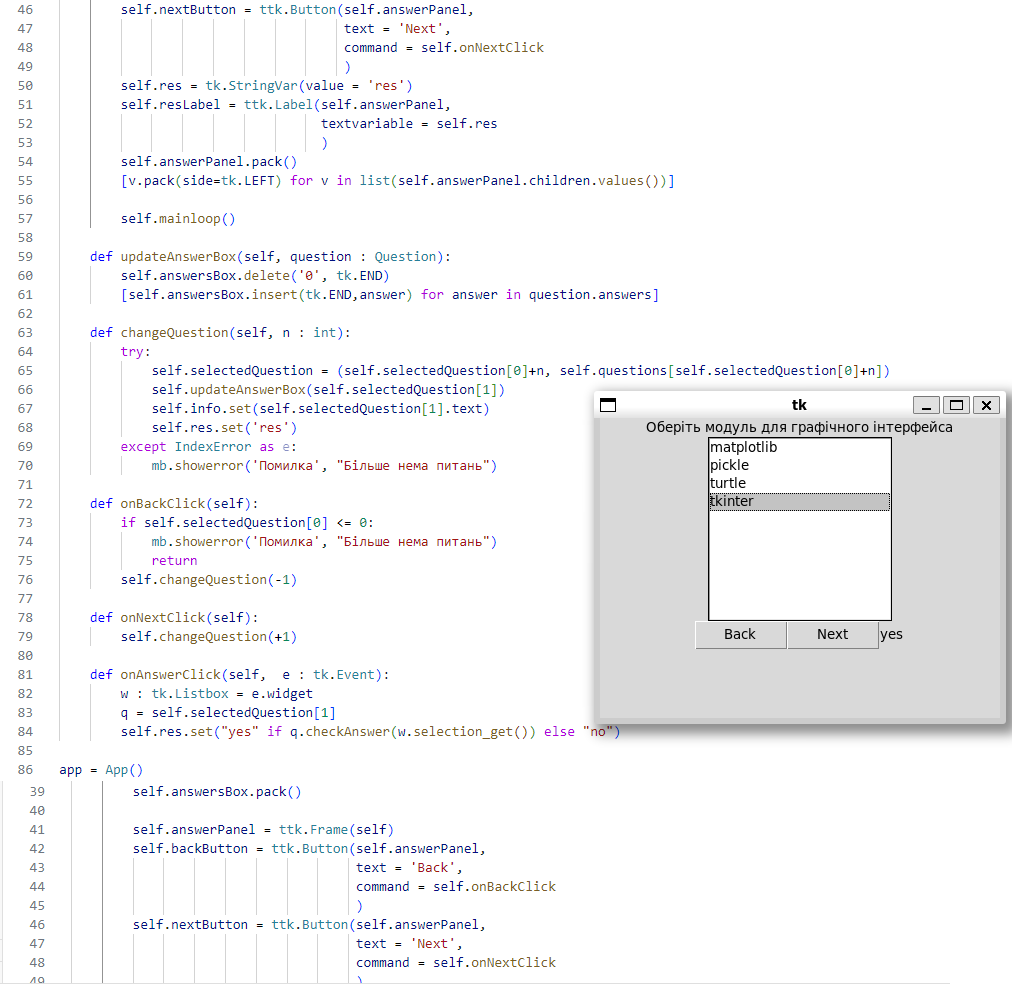 46 self.nextButton = ttk.Button(self.answerPanel,
47 text = 'Next',
48 command = self.onNextClick
49 )
50 self.res = tk.StringVar(value = 'res')
51 self.resLabel = ttk.Label(self.answerPanel,
52 textvariable = self.res
53 )
54 self.answerPanel.pack()
55 [v.pack(side=tk.LEFT) for v in list(self.answerPanel.children.values())]
56
57 self.mainloop()
58
59 def updateAnswerBox(self, question : Question):
60 self.answersBox.delete('0', tk.END)
61 [self.answersBox.insert(tk.END,answer) for answer in question.answers]
62
63 def changeQuestion(self, n : int):
64 try:
65 self.selectedQuestion = (self.selectedQuestion[0]+n, self.questions[self.selectedQuestion[0]+n])
66 self.updateAnswerBox(self.selectedQuestion[1])
67 self.info.set(self.selectedQuestion[1].text)
68 self.res.set('res')
69 except IndexError as e:
70 mb.showerror('Помилка', "Більше нема питань")
71
72 def onBackClick(self):
73 if self.selectedQuestion[0] <= 0:
74 mb.showerror('Помилка', "Більше нема питань")
75 return
76 self.changeQuestion(-1)
77
78 def onNextClick(self):
79 self.changeQuestion(+1)
80
81 def onAnswerClick(self,  e : tk.Event):
82 w : tk.Listbox = e.widget
83 q = self.selectedQuestion[1]
84 self.res.set("yes" if q.checkAnswer(w.selection_get()) else "no")
85
86 app = App()
tk
Оберіть модуль для графічного інтерфейса
matplotlib
pickle
turtle
tkinter
Back Next yes
39 self.answersBox.pack()
40
41 self.answerPanel = ttk.Frame(self)
42 self.backButton = ttk.Button(self.answerPanel,
43 text = 'Back',
44 command = self.onBackClick
45 )
46 self.nextButton = ttk.Button(self.answerPanel,
47 text = 'Next',
48 command = self.onNextClick
49 )